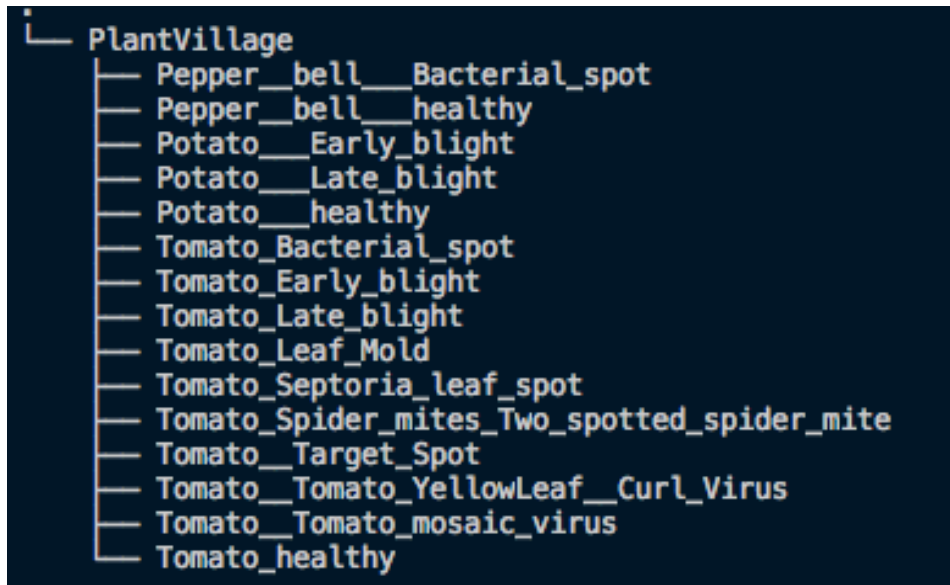 .
└── PlantVillage
    ├── Pepper__bell___Bacterial_spot
    ├── Pepper__bell___healthy
    ├── Potato___Early_blight
    ├── Potato___Late_blight
    ├── Potato___healthy
    ├── Tomato_Bacterial_spot
    ├── Tomato_Early_blight
    ├── Tomato_Late_blight
    ├── Tomato_Leaf_Mold
    ├── Tomato_Septoria_leaf_spot
    ├── Tomato_Spider_mites_Two_spotted_spider_mite
    ├── Tomato__Target_Spot
    ├── Tomato__Tomato_YellowLeaf__Curl_Virus
    ├── Tomato__Tomato_mosaic_virus
    └── Tomato_healthy